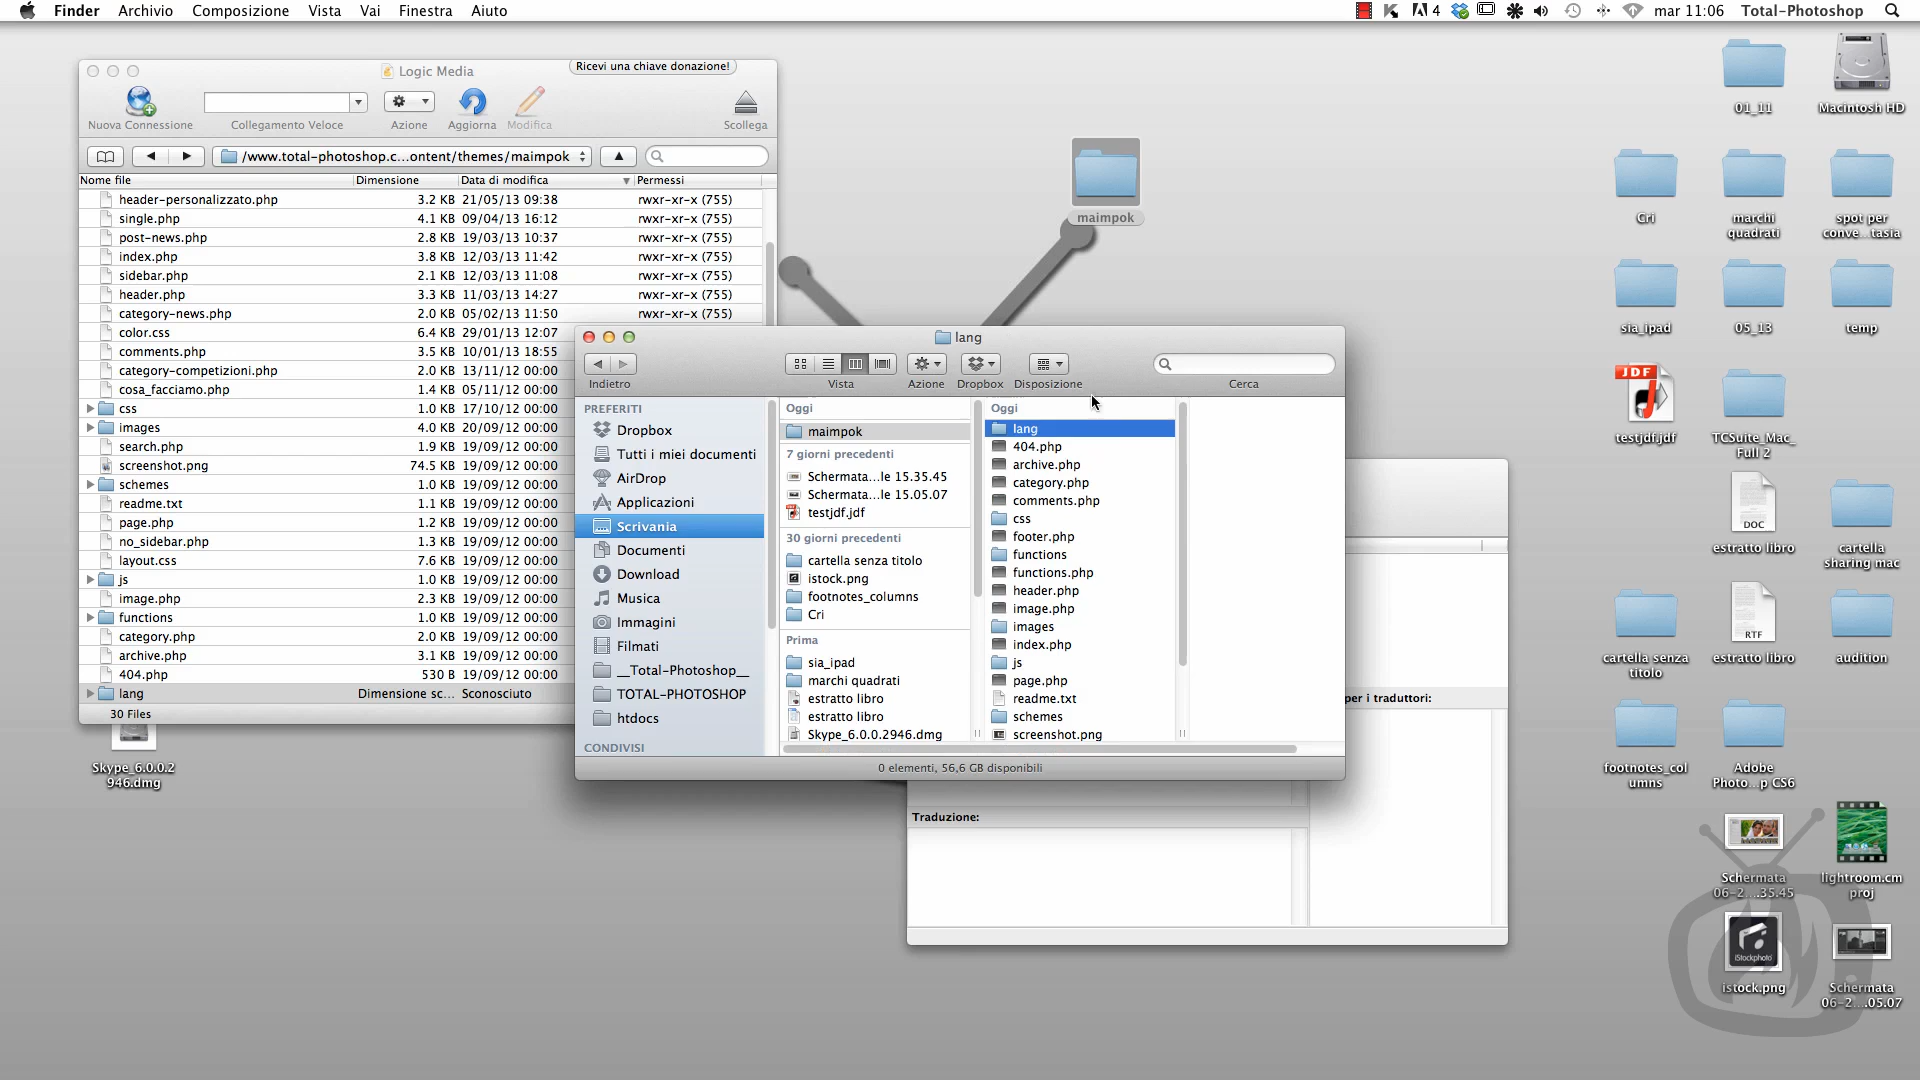 Finder Archivio Composizione Vista Vai Finestra Aiuto
4 mar 11:06 Total-Photoshop
Logic Media
Ricevi una chiave donazione!
Nuova Connessione Collegamento Veloce Azione Aggiorna Modifica Scollega
/www.total-photoshop.c...ontent/themes/maimpok
Nome file Dimensione Data di modifica Permessi
header-personalizzato.php 3.2 KB 21/05/13 09:38 rwxr-xr-x (755)
single.php 4.1 KB 09/04/13 16:12 rwxr-xr-x (755)
post-news.php 2.8 KB 19/03/13 10:37 rwxr-xr-x (755)
index.php 3.8 KB 12/03/13 11:42 rwxr-xr-x (755)
sidebar.php 2.1 KB 12/03/13 11:08 rwxr-xr-x (755)
header.php 3.3 KB 11/03/13 14:27 rwxr-xr-x (755)
category-news.php 2.0 KB 05/02/13 11:50 rwxr-xr-x (755)
color.css 6.4 KB 29/01/13 12:07
comments.php 3.5 KB 10/01/13 18:55
category-competizioni.php 2.0 KB 13/11/12 00:00
cosa_facciamo.php 1.4 KB 05/11/12 00:00
css 1.0 KB 17/10/12 00:00
images 4.0 KB 20/09/12 00:00
search.php 1.9 KB 19/09/12 00:00
screenshot.png 74.5 KB 19/09/12 00:00
schemes 1.0 KB 19/09/12 00:00
readme.txt 1.1 KB 19/09/12 00:00
page.php 1.2 KB 19/09/12 00:00
no_sidebar.php 1.3 KB 19/09/12 00:00
layout.css 7.6 KB 19/09/12 00:00
js 1.0 KB 19/09/12 00:00
image.php 2.3 KB 19/09/12 00:00
functions 1.0 KB 19/09/12 00:00
category.php 2.0 KB 19/09/12 00:00
archive.php 3.1 KB 19/09/12 00:00
404.php 530 B 19/09/12 00:00
lang Dimensione sc... Sconosciuto
30 Files
Skype_6.0.0.2
946.dmg
maimpok
lang
Indietro Vista Azione Dropbox Disposizione Cerca
PREFERITI
Dropbox
Tutti i miei documenti
AirDrop
Applicazioni
Scrivania
Documenti
Download
Musica
Immagini
Filmati
__Total-Photoshop__
TOTAL-PHOTOSHOP
htdocs
CONDIVISI
Oggi
maimpok
7 giorni precedenti
Schermata...le 15.35.45
Schermata...le 15.05.07
testjdf.jdf
30 giorni precedenti
cartella senza titolo
istock.png
footnotes_columns
Cri
Prima
sia_ipad
marchi quadrati
estratto libro
estratto libro
Skype_6.0.0.2946.dmg
Oggi
lang
404.php
archive.php
category.php
comments.php
css
footer.php
functions
functions.php
header.php
image.php
images
index.php
js
page.php
readme.txt
schemes
screenshot.png
0 elementi, 56,6 GB disponibili
per i traduttori:
Traduzione:
01_11 Macintosh HD
Cri marchi quadrati spot per conve...tasia
sia_ipad 05_13 temp
JDF
testjdf.jdf TCSuite_Mac_ Full 2
DOC
estratto libro cartella sharing mac
RTF
cartella senza titolo estratto libro audition
footnotes_col umns Adobe Photo...p CS6
Schermata 06-2....35.45 lightroom.cm proj
iStockphoto
istock.png Schermata 06-2....05.07